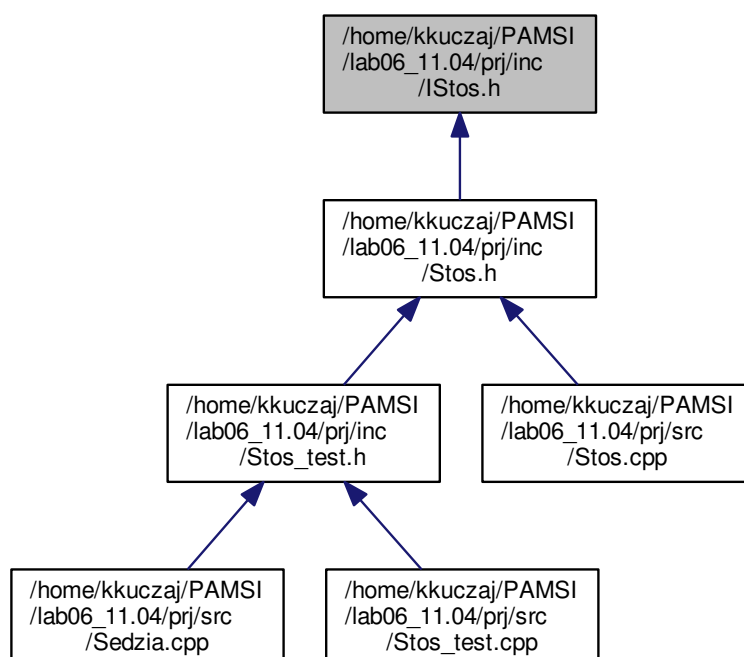 /home/kkuczaj/PAMSI
/lab06_11.04/prj/inc
/IStos.h
/home/kkuczaj/PAMSI
/lab06_11.04/prj/inc
/Stos.h
/home/kkuczaj/PAMSI
/lab06_11.04/prj/inc
/Stos_test.h
/home/kkuczaj/PAMSI
/lab06_11.04/prj/src
/Stos.cpp
/home/kkuczaj/PAMSI
/lab06_11.04/prj/src
/Sedzia.cpp
/home/kkuczaj/PAMSI
/lab06_11.04/prj/src
/Stos_test.cpp